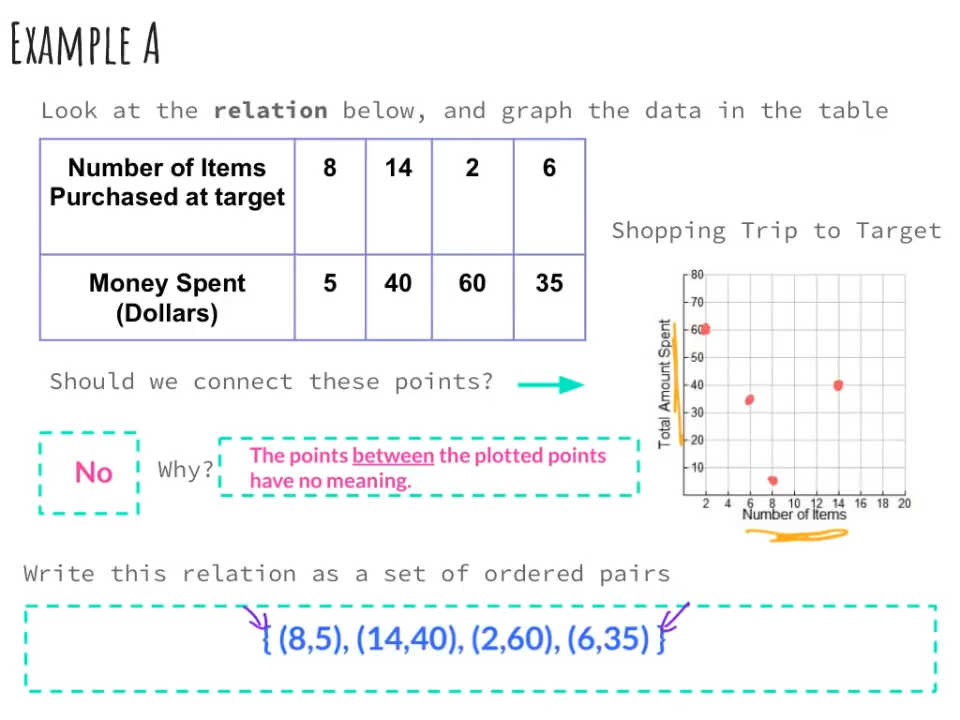 EXAMPLE A
Look at the relation below, and graph the data in the table
Number of Items Purchased at target 8 14 2 6
Money Spent (Dollars) 5 40 60 35
Shopping Trip to Target
80
70
60
50
40
30
20
10
Total Amount Spent
2 4 6 8 10 12 14 16 18 20
Number of Items
Should we connect these points?
No
Why?
The points between the plotted points
have no meaning.
Write this relation as a set of ordered pairs
{ (8,5), (14,40), (2,60), (6,35) }